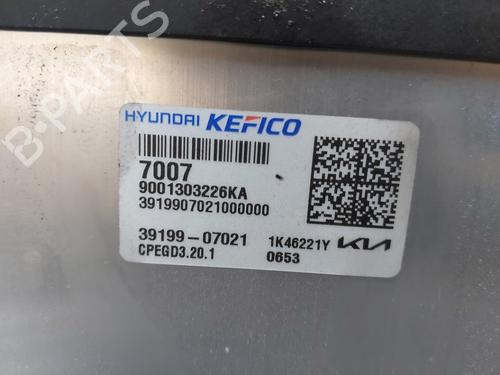 B-PARTS
HYUNDAI KEFICO
7007
9001303226KA
3919907021000000
39199-07021 1K46221Y KIA
CPEGD3.20.1 0653